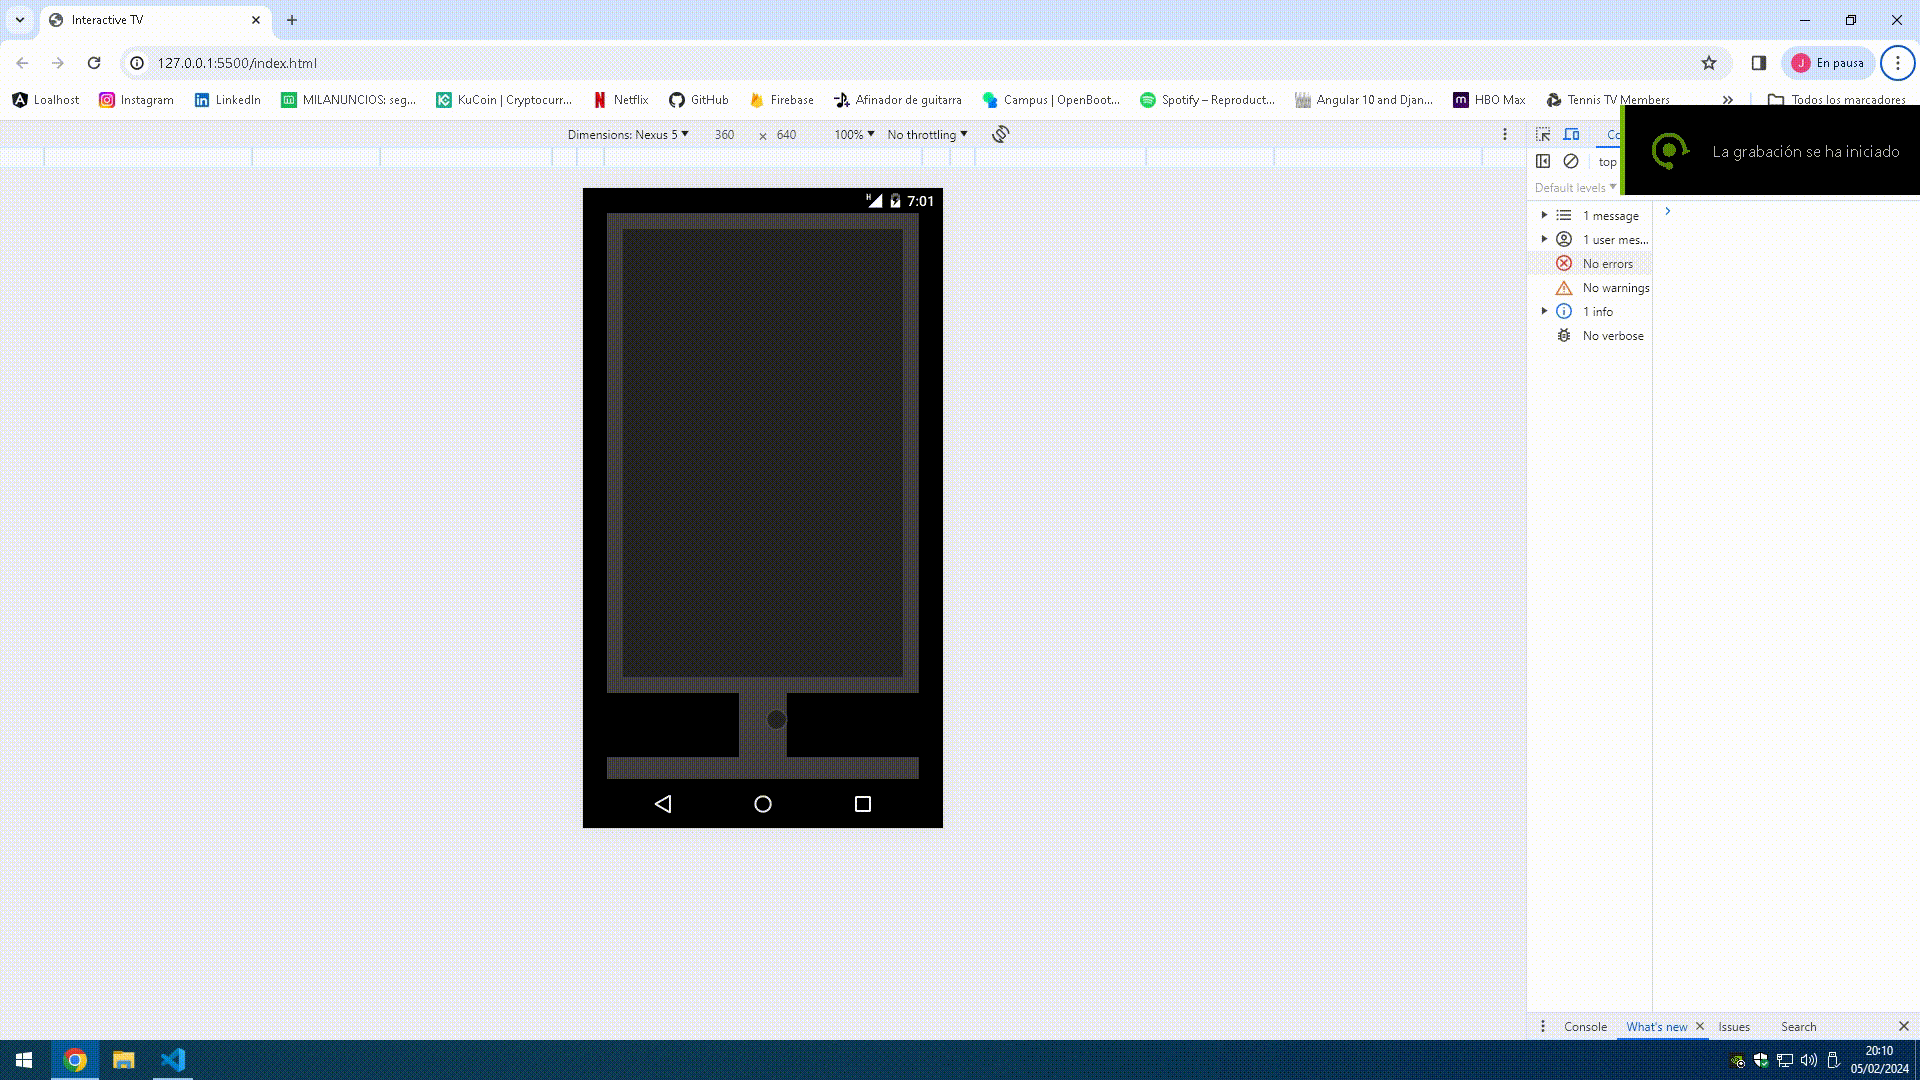 Interactive TV
127.0.0.1:5500/index.html
J En pausa
Loalhost
Instagram
LinkedIn
MILANUNCIOS: seg...
KuCoin | Cryptocurr...
Netflix
GitHub
Firebase
Afinador de guitarra
Campus | OpenBoot...
Spotify – Reproduct...
Angular 10 and Djan...
m HBO Max
Tennis TV Members
Todos los marcadores
Dimensions: Nexus 5
360 × 640
100%
No throttling
Co
top
Default levels
La grabación se ha iniciado
H 7:01
1 message
1 user mes...
No errors
No warnings
1 info
No verbose
Console
What's new
Issues
Search
20:10
05/02/2024